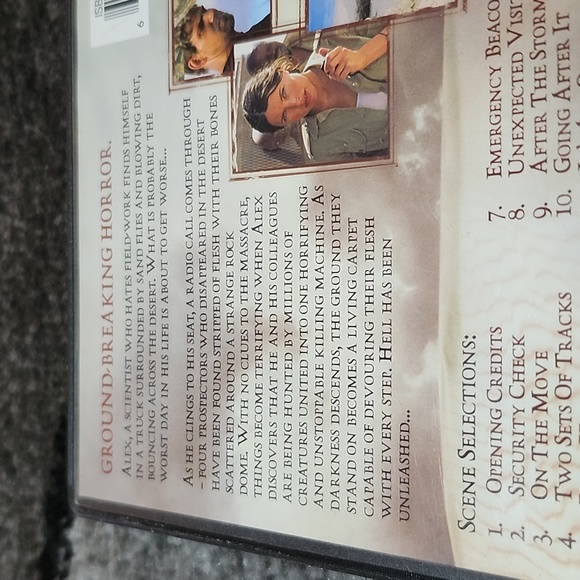 ISB
6
GROUND-BREAKING HORROR.
ALEX, A SCIENTIST WHO HATES FIELD-WORK FINDS HIMSELF
IN A TRUCK SURROUNDED BY SAND FLIES AND BLOWING DIRT,
BOUNCING ACROSS THE DESERT. WHAT IS PROBABLY THE
WORST DAY IN HIS LIFE IS ABOUT TO GET WORSE...
AS HE CLINGS TO HIS SEAT, A RADIO CALL COMES THROUGH
– FOUR PROSPECTORS WHO DISAPPEARED IN THE DESERT
HAVE BEEN FOUND STRIPPED OF FLESH WITH THEIR BONES
SCATTERED AROUND A STRANGE ROCK
DOME. WITH NO CLUES TO THE MASSACRE,
THINGS BECOME TERRIFYING WHEN ALEX
DISCOVERS THAT HE AND HIS COLLEAGUES
ARE BEING HUNTED BY MILLIONS OF
CREATURES UNITED INTO ONE HORRIFYING
AND UNSTOPPABLE KILLING MACHINE. AS
DARKNESS DESCENDS, THE GROUND THEY
STAND ON BECOMES A LIVING CARPET
CAPABLE OF DEVOURING THEIR FLESH
WITH EVERY STEP. HELL HAS BEEN
UNLEASHED...
SCENE SELECTIONS:
1. OPENING CREDITS
2. SECURITY CHECK
3. ON THE MOVE
4. TWO SETS OF TRACKS
7. EMERGENCY BEACO
8. UNEXPECTED VISIT
9. AFTER THE STORM
10. GOING AFTER IT